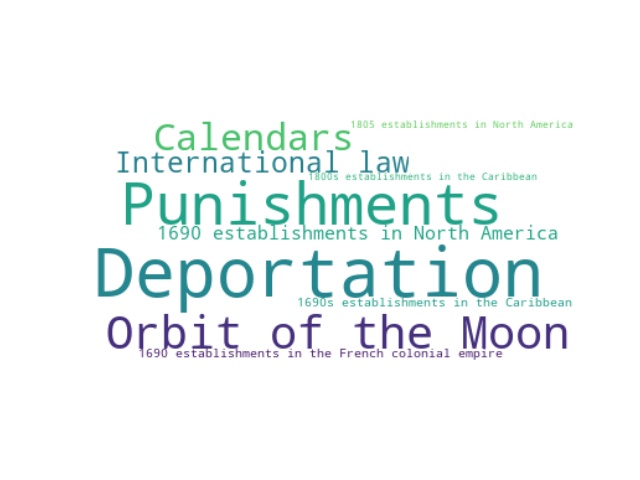 1805 establishments in North America
Calendars
International law
1800s establishments in the Caribbean
Punishments
1690 establishments in North America
Deportation
1690s establishments in the Caribbean
Orbit of the Moon
1690 establishments in the French colonial empire